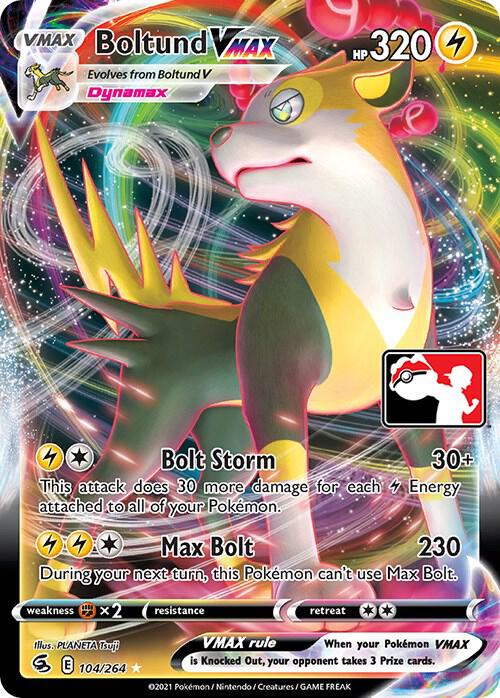 VMAX
Boltund VMAX
HP 320
Evolves from Boltund V
Dynamax
Bolt Storm 30+
This attack does 30 more damage for each Energy
attached to all of your Pokémon.
Max Bolt 230
During your next turn, this Pokémon can't use Max Bolt.
weakness ×2 resistance retreat
Illus. PLANETA Tsuji
VMAX rule When your Pokémon VMAX
is Knocked Out, your opponent takes 3 Prize cards.
E 104/264
©2021 Pokémon / Nintendo / Creatures / GAME FREAK